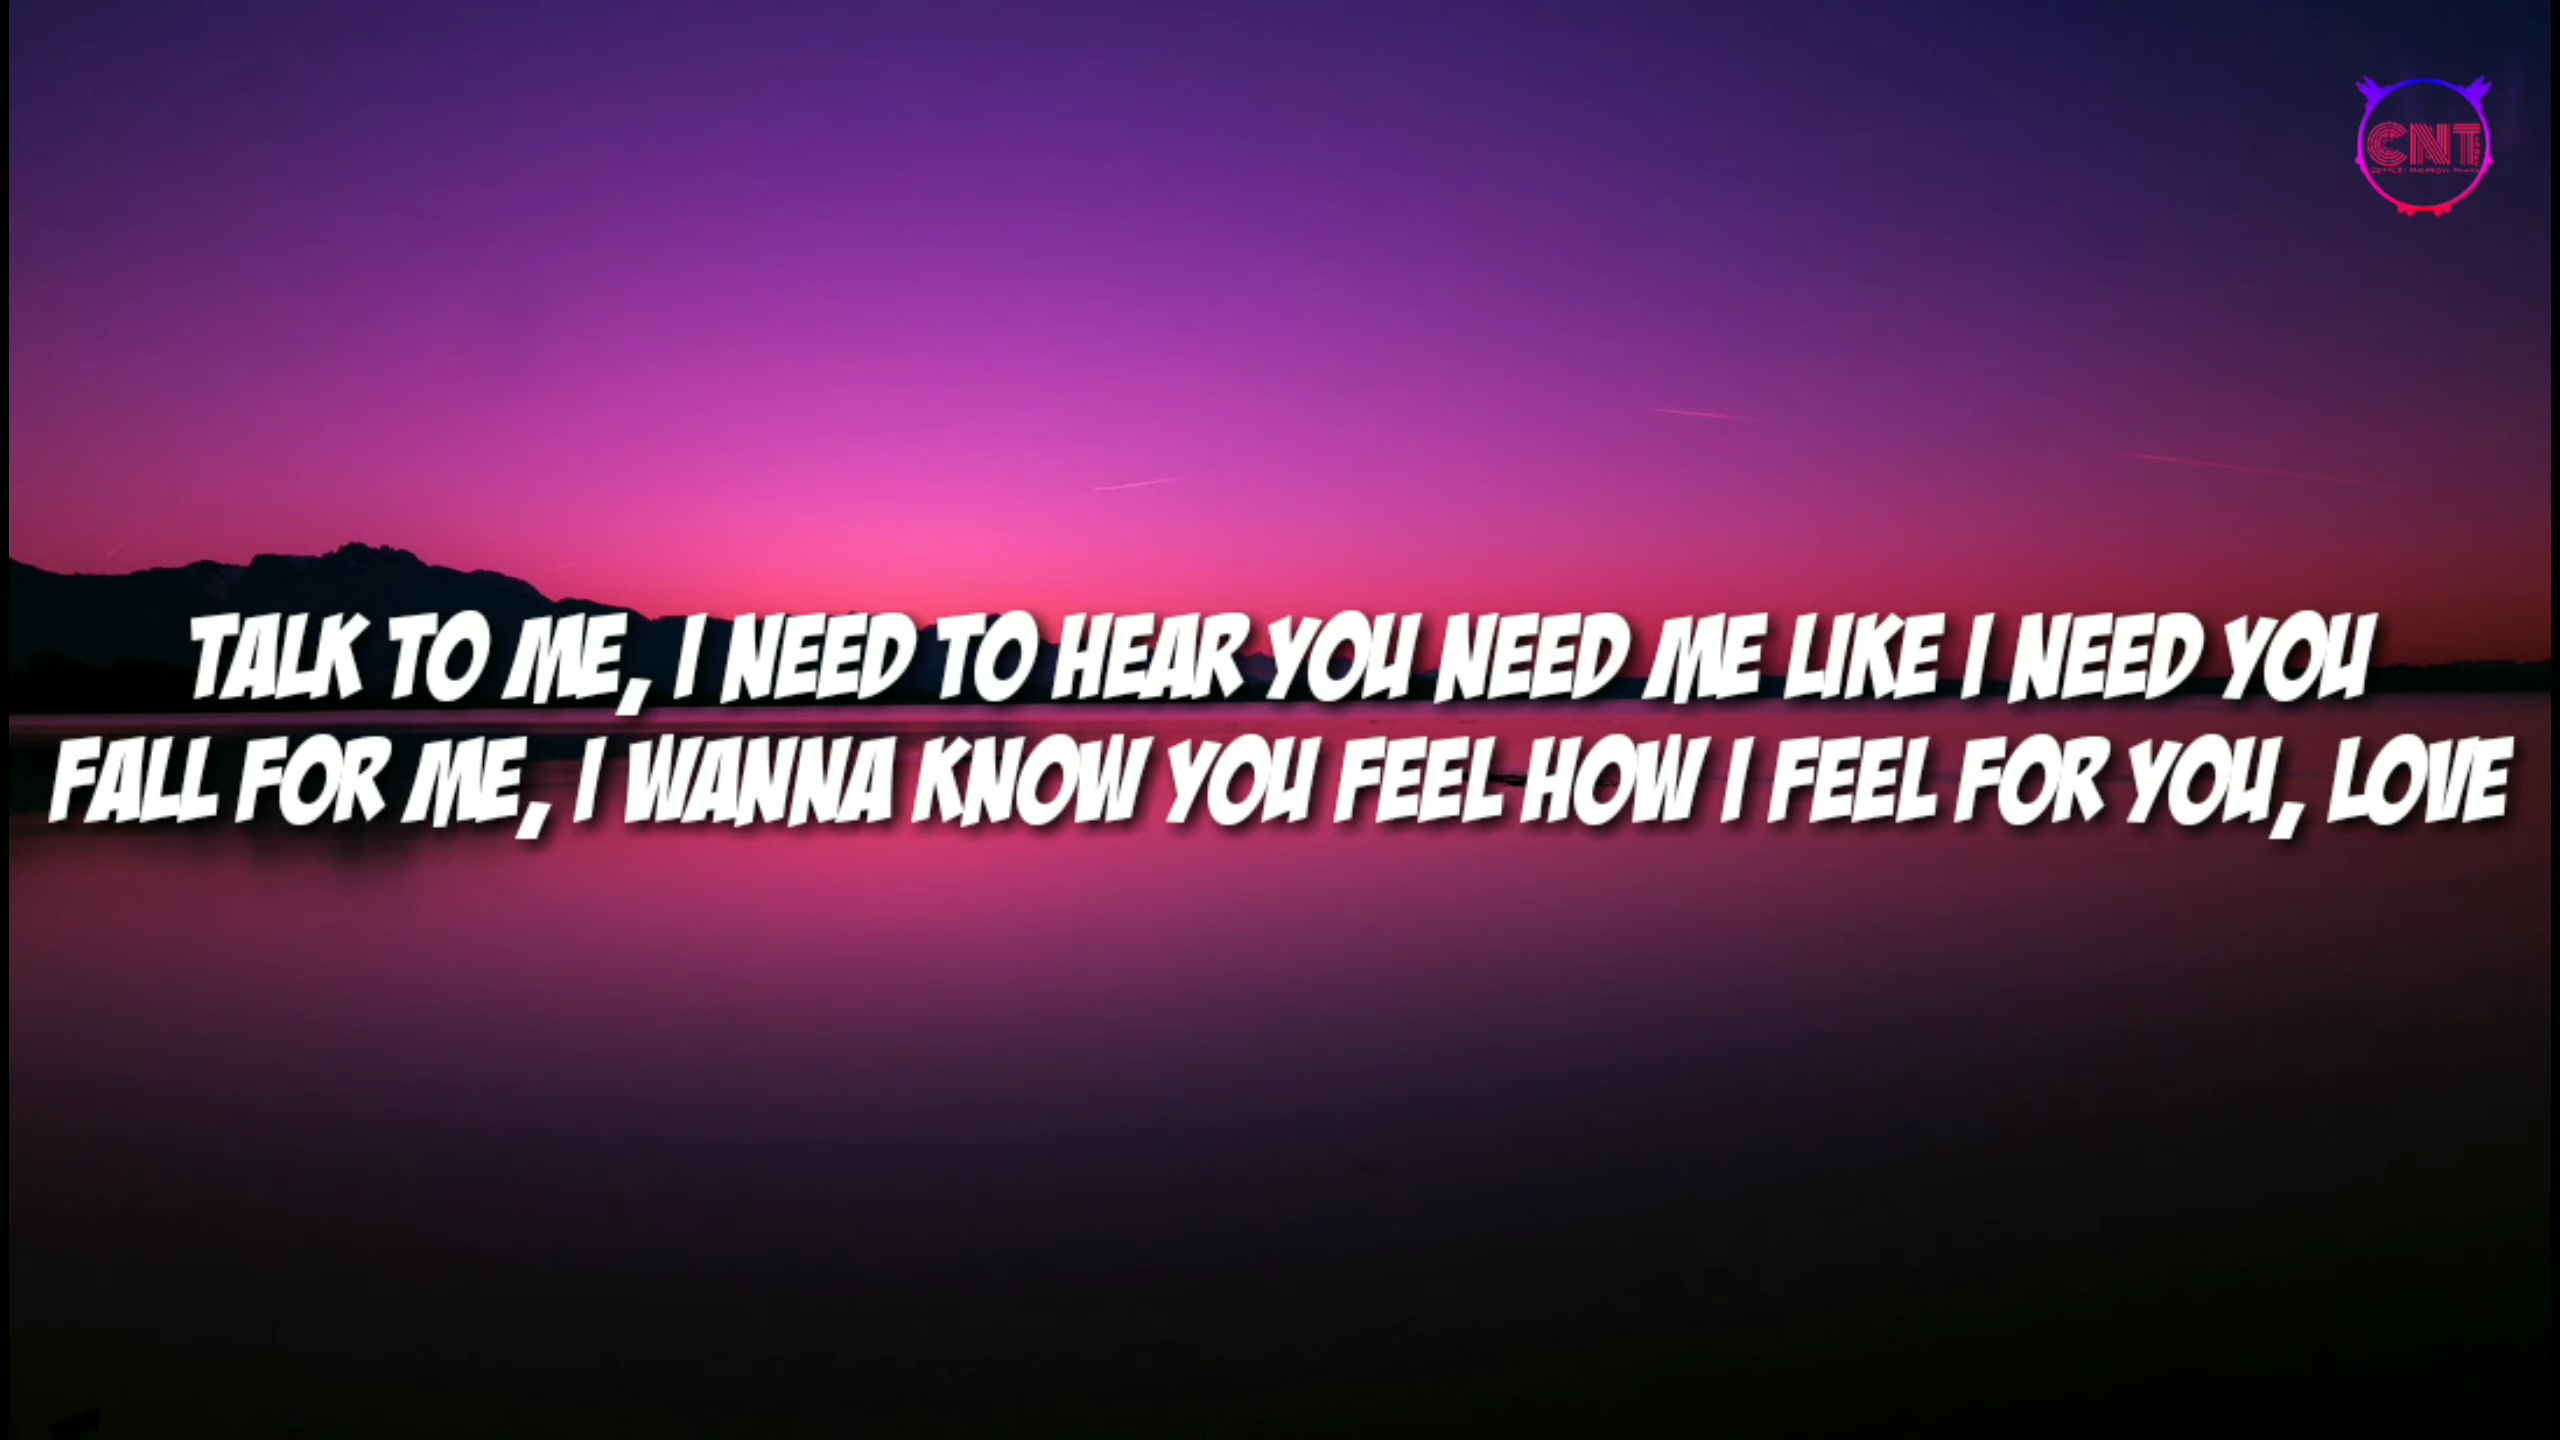 CNT
TALK TO ME, I NEED TO HEAR YOU NEED ME LIKE I NEED YOU
FALL FOR ME, I WANNA KNOW YOU FEEL HOW I FEEL FOR YOU, LOVE